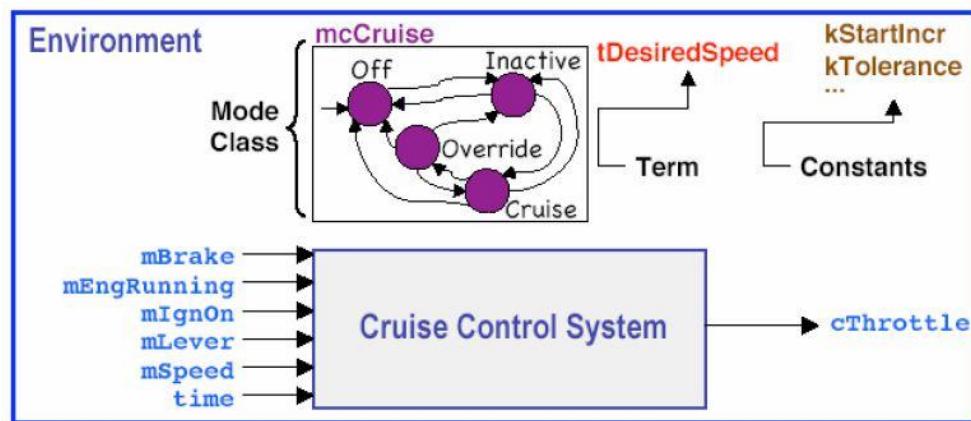 Environment
mcCruise
Off
Inactive
Override
Cruise
Mode
Class
tDesiredSpeed
Term
kStartIncr
kTolerance
...
Constants
mBrake
mEngRunning
mIgnOn
mLever
mSpeed
time
Cruise Control System
cThrottle